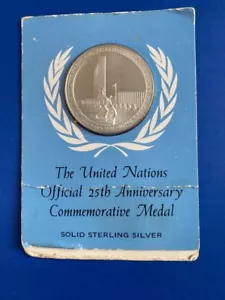 The United Nations
Official 25th Anniversary
Commemorative Medal
SOLID STERLING SILVER